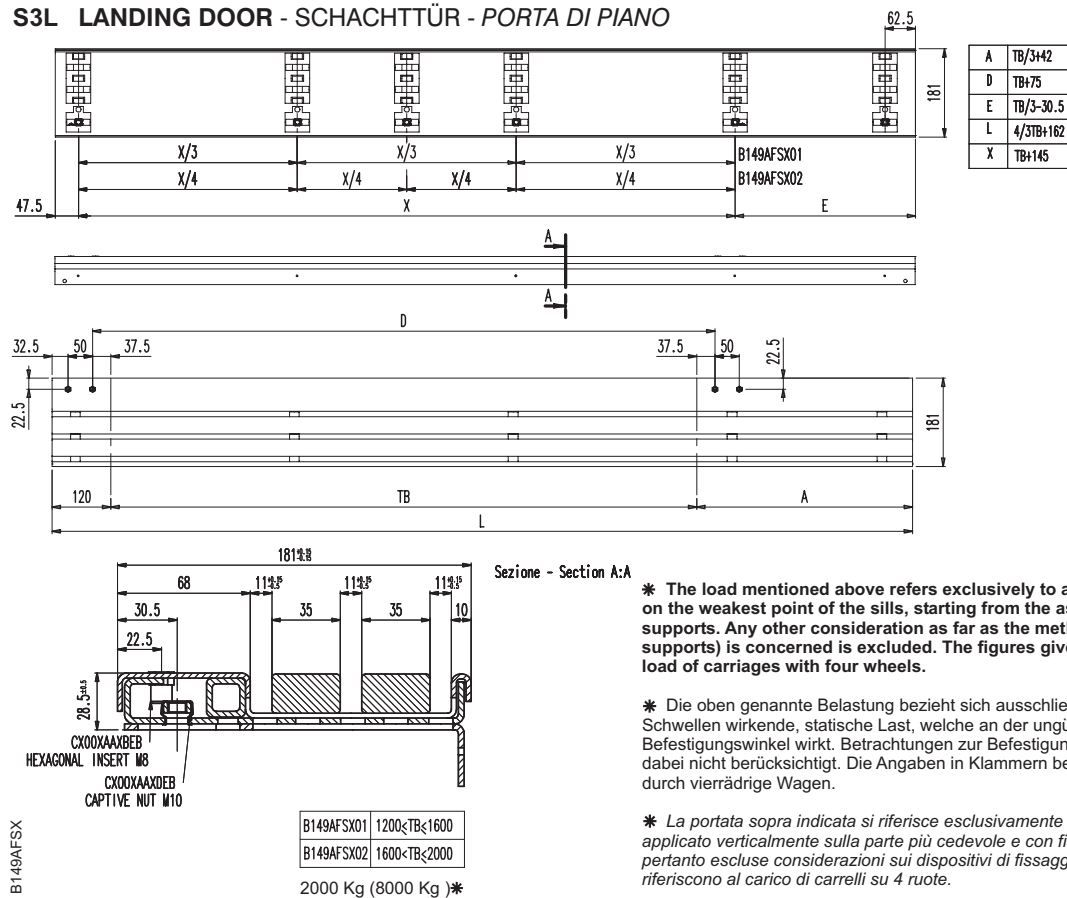 S3L LANDING DOOR - SCHACHTTÜR - PORTA DI PIANO
62.5
181
A TB/3+42
D TB+75
E TB/3-30.5
L 4/3TB+162
X TB+145
X/3 X/3 X/3 B149AFSX01
X/4 X/4 X/4 X/4 B149AFSX02
47.5 X E
A
A
D
32.5 50 37.5 37.5 50 22.5
22.5
181
120 TB A
L
Sezione - Section A:A
181
68 11 11 11
30.5 35 35 10
22.5
28.5±0.5
CX00XAAXBEB
HEXAGONAL INSERT M8
CX00XAAXDEB
CAPTIVE NUT M10
B149AFSX01 1200≤TB≤1600
B149AFSX02 1600<TB≤2000
2000 Kg (8000 Kg )✱
B149AFSX
✱ The load mentioned above refers exclusively to a
on the weakest point of the sills, starting from the as
supports. Any other consideration as far as the met
supports) is concerned is excluded. The figures give
load of carriages with four wheels.
✱ Die oben genannte Belastung bezieht sich ausschlie
Schwellen wirkende, statische Last, welche an der ungü
Befestigungswinkel wirkt. Betrachtungen zur Befestigun
dabei nicht berücksichtigt. Die Angaben in Klammern be
durch vierrädrige Wagen.
✱ La portata sopra indicata si riferisce esclusivamente
applicato verticalmente sulla parte più cedevole e con fi
pertanto escluse considerazioni sui dispositivi di fissagg
riferiscono al carico di carrelli su 4 ruote.